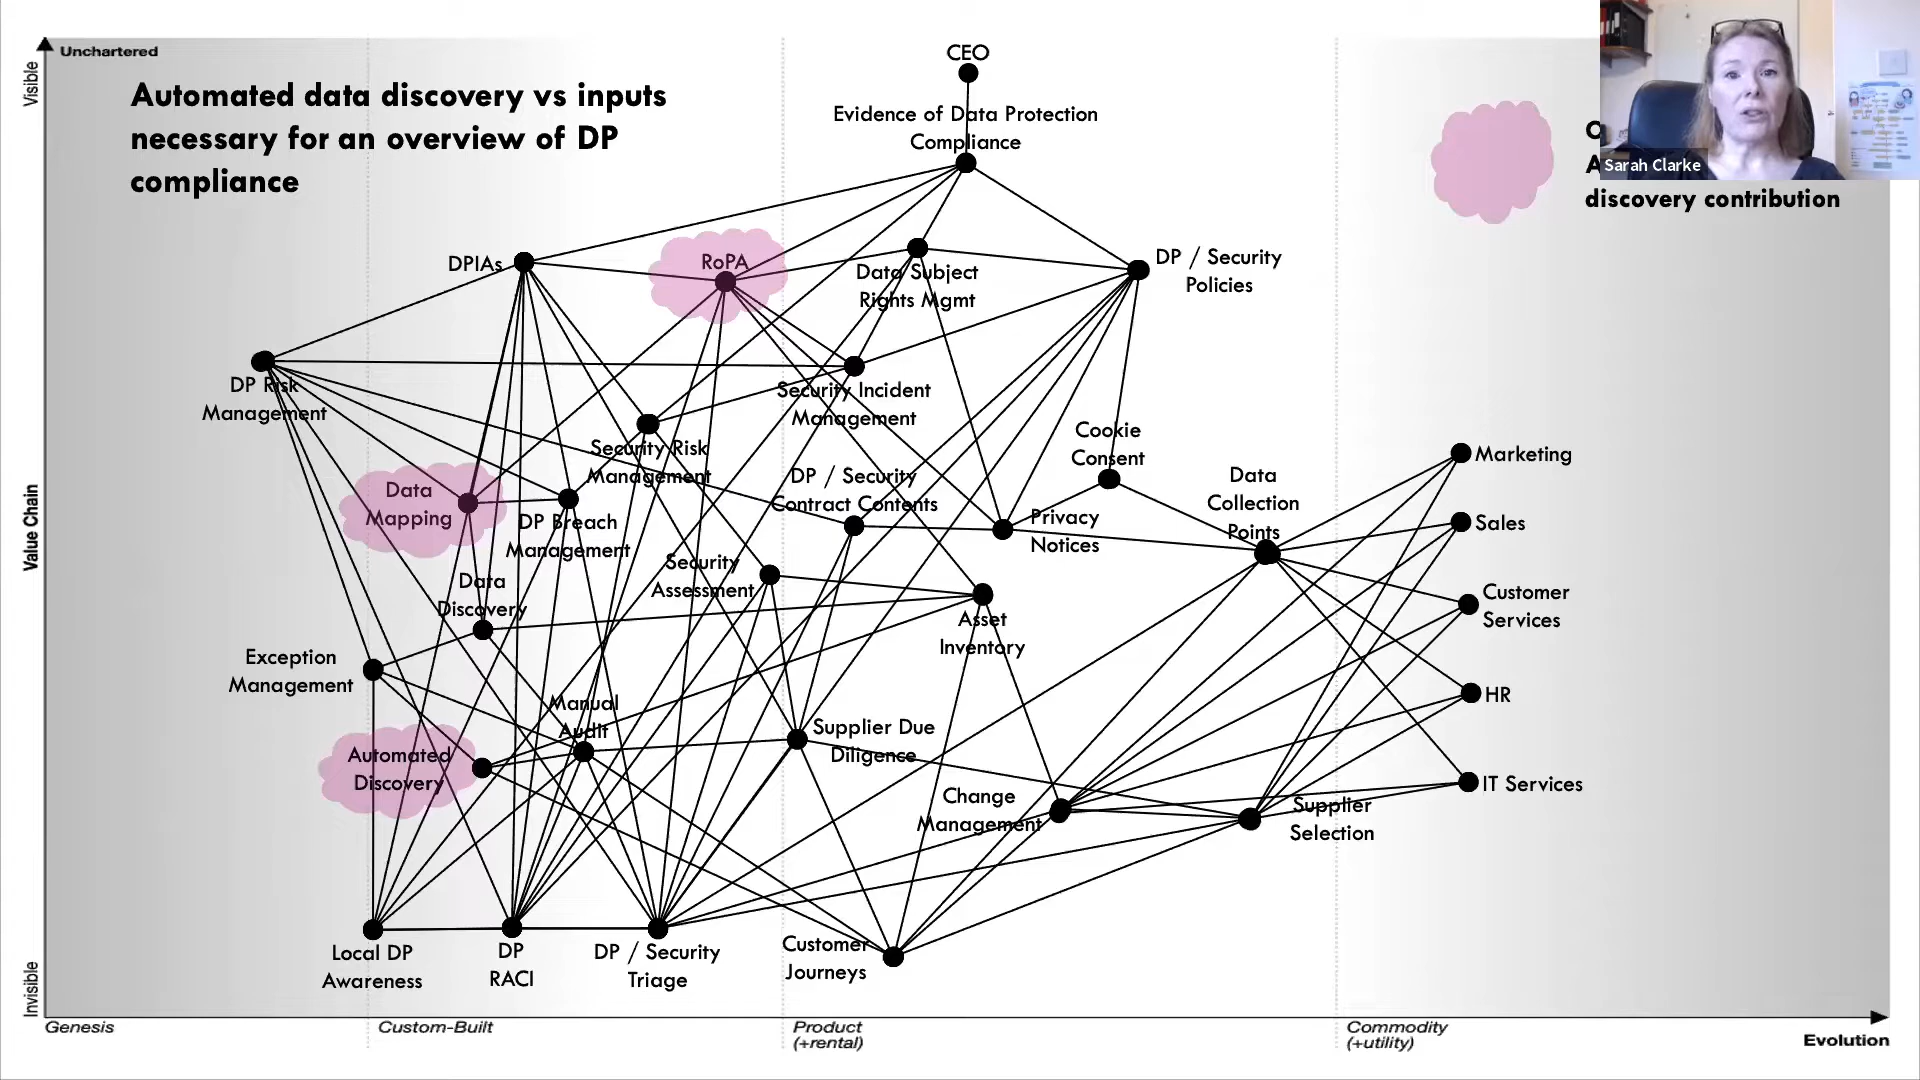 Unchartered
Visible
Automated data discovery vs inputs
necessary for an overview of DP
compliance
CEO
Evidence of Data Protection
Compliance
Sarah Clarke
discovery contribution
DPIAs
RoPA
Data Subject
Rights Mgmt
DP / Security
Policies
DP Risk
Management
Security Incident
Management
Security Risk
Management
Cookie
Consent
Data
Collection
Points
Marketing
DP / Security
Contract Contents
Data
Mapping
DP Breach
Management
Privacy
Notices
Sales
Value Chain
Security
Assessment
Data
Discovery
Asset
Inventory
Customer
Services
Exception
Management
Manual
Audit
HR
Supplier Due
Diligence
Automated
Discovery
Change
Management
Supplier
Selection
IT Services
Local DP
Awareness
DP
RACI
DP / Security
Triage
Customer
Journeys
Invisible
Genesis
Custom-Built
Product
(+rental)
Commodity
(+utility)
Evolution